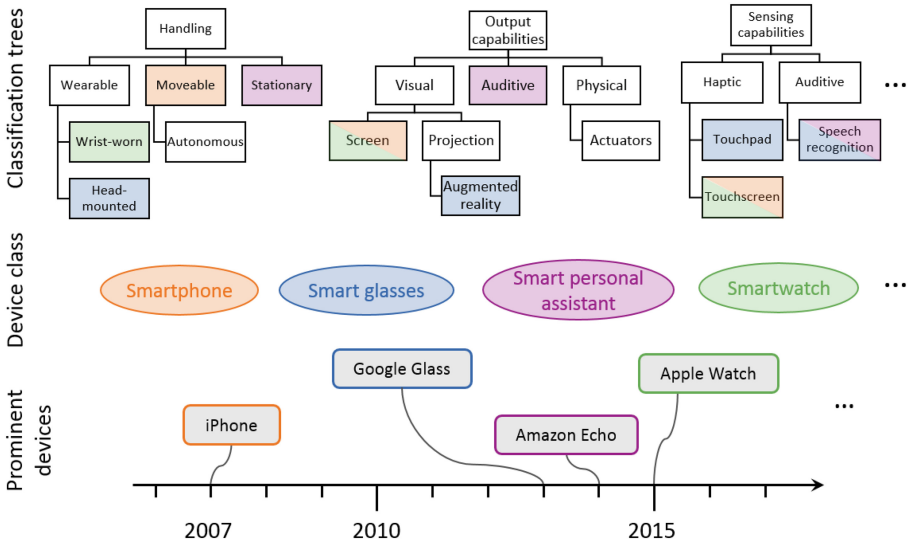 Classification trees
Handling
Wearable
Moveable
Stationary
Wrist-worn
Autonomous
Head-
mounted
Output
capabilities
Visual
Auditive
Physical
Screen
Projection
Actuators
Augmented
reality
Sensing
capabilities
Haptic
Auditive
...
Touchpad
Speech
recognition
Touchscreen
Device class
Smartphone
Smart glasses
Smart personal
assistant
Smartwatch
...
Prominent
devices
iPhone
Google Glass
Amazon Echo
Apple Watch
...
2007
2010
2015